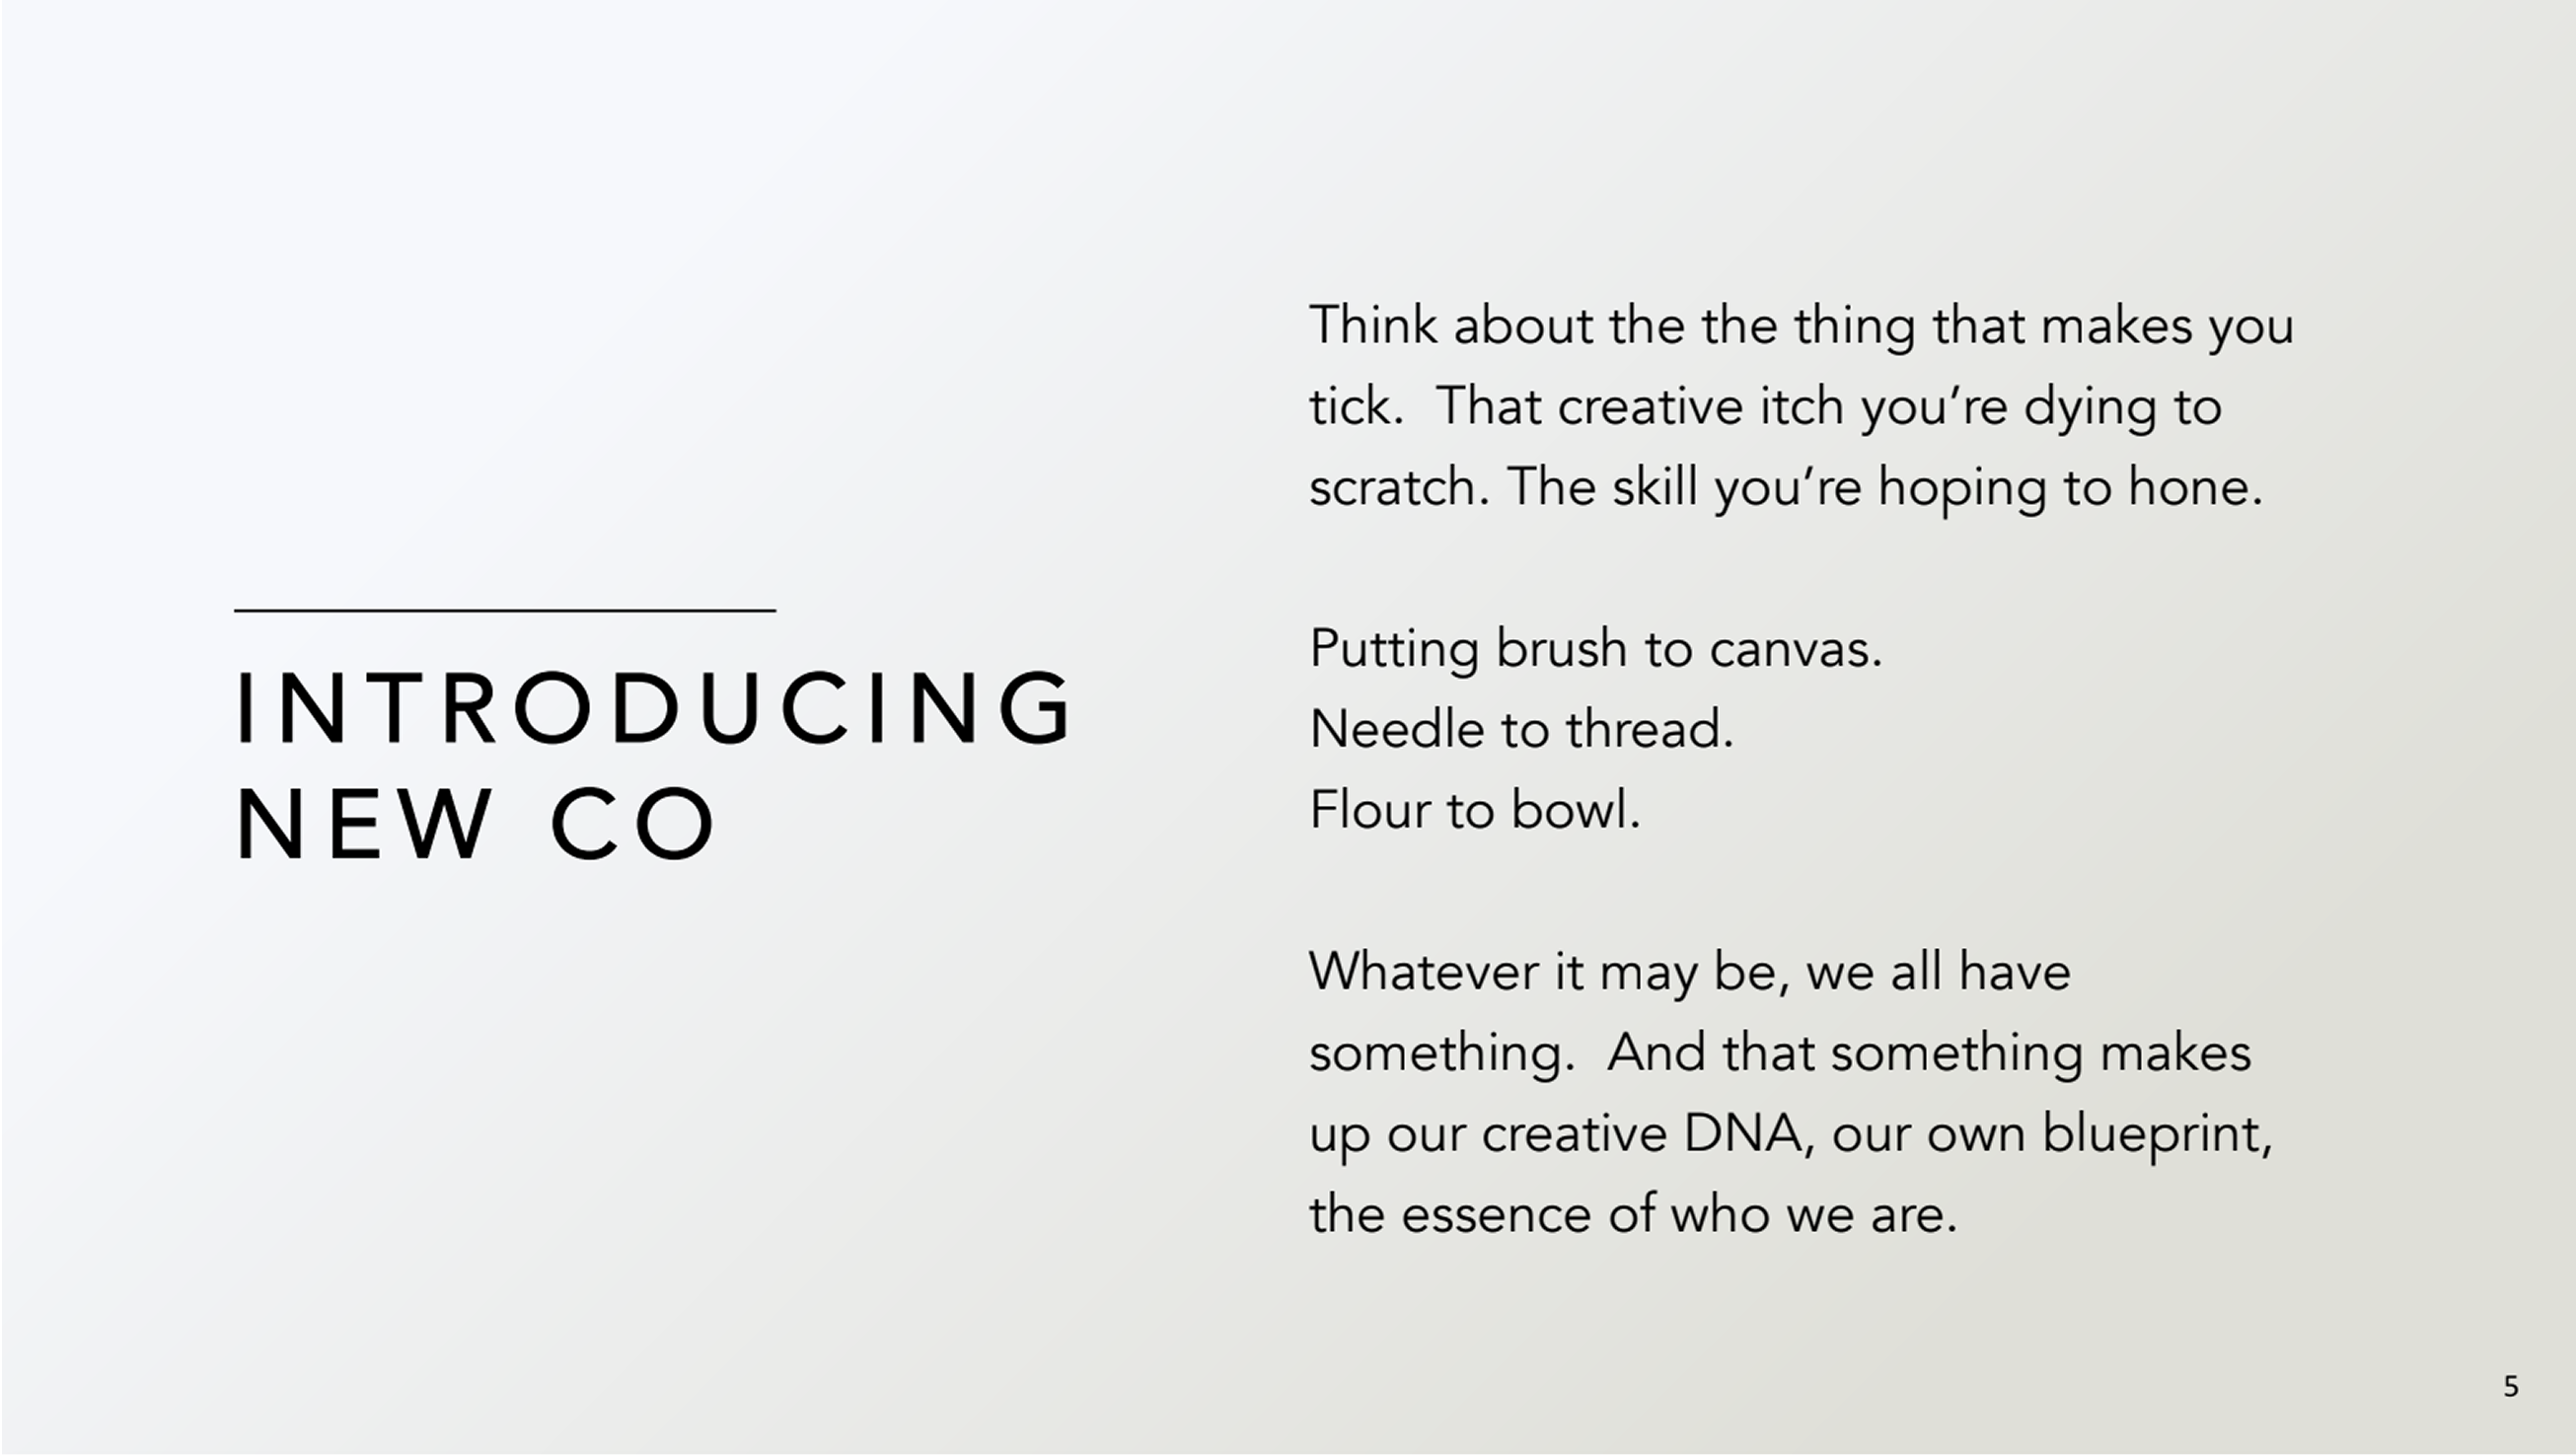 INTRODUCING
NEW CO
Think about the the thing that makes you
tick.  That creative itch you’re dying to
scratch. The skill you’re hoping to hone.
Putting brush to canvas.
Needle to thread.
Flour to bowl.
Whatever it may be, we all have
something.  And that something makes
up our creative DNA, our own blueprint,
the essence of who we are.
5